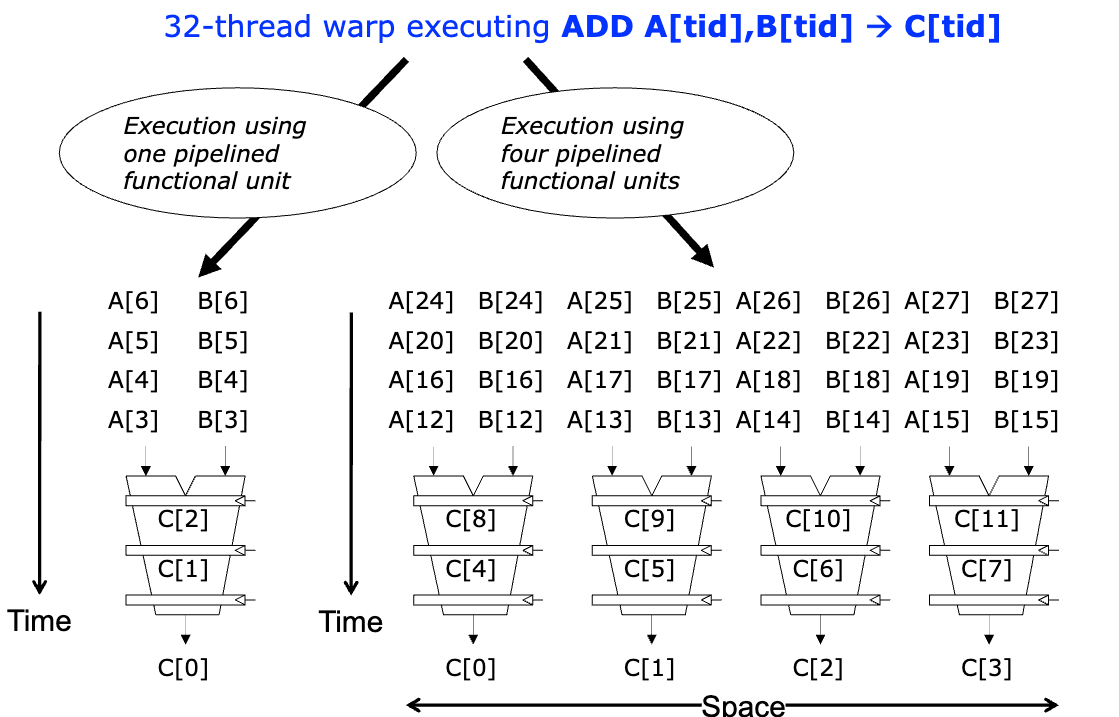 32-thread warp executing ADD A[tid],B[tid] → C[tid]
Execution using
one pipelined
functional unit
Execution using
four pipelined
functional units
A[6] B[6]
A[5] B[5]
A[4] B[4]
A[3] B[3]
C[2]
C[1]
C[0]
Time
A[24] B[24] A[25] B[25] A[26] B[26] A[27] B[27]
A[20] B[20] A[21] B[21] A[22] B[22] A[23] B[23]
A[16] B[16] A[17] B[17] A[18] B[18] A[19] B[19]
A[12] B[12] A[13] B[13] A[14] B[14] A[15] B[15]
C[8] C[9] C[10] C[11]
C[4] C[5] C[6] C[7]
C[0] C[1] C[2] C[3]
Time
Space